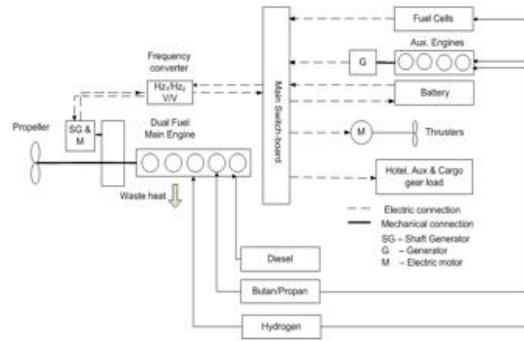 Fuel Cells
Aux. Engines
Frequency
converter
G
Hz₁/Hz₂
V/V
Battery
Main Switch-board
Propeller
SG &
M
Dual Fuel
Main Engine
M
Thrusters
Hotel, Aux & Cargo
gear load
Waste heat
Electric connection
Mechanical connection
SG – Shaft Generator
G – Generator
M – Electric motor
Diesel
Butan/Propan
Hydrogen